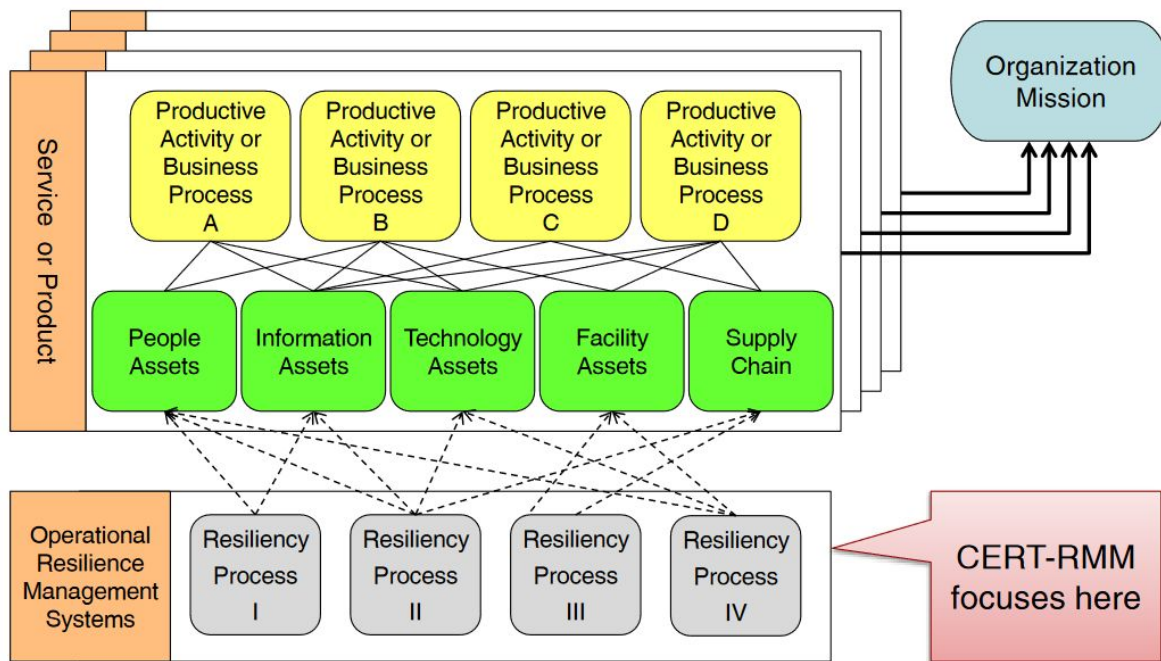 Organization
Mission
Service or Product
Productive
Activity or
Business
Process
A
Productive
Activity or
Business
Process
B
Productive
Activity or
Business
Process
C
Productive
Activity or
Business
Process
D
People
Assets
Information
Assets
Technology
Assets
Facility
Assets
Supply
Chain
Operational
Resilience
Management
Systems
Resiliency
Process
I
Resiliency
Process
II
Resiliency
Process
III
Resiliency
Process
IV
CERT-RMM
focuses here